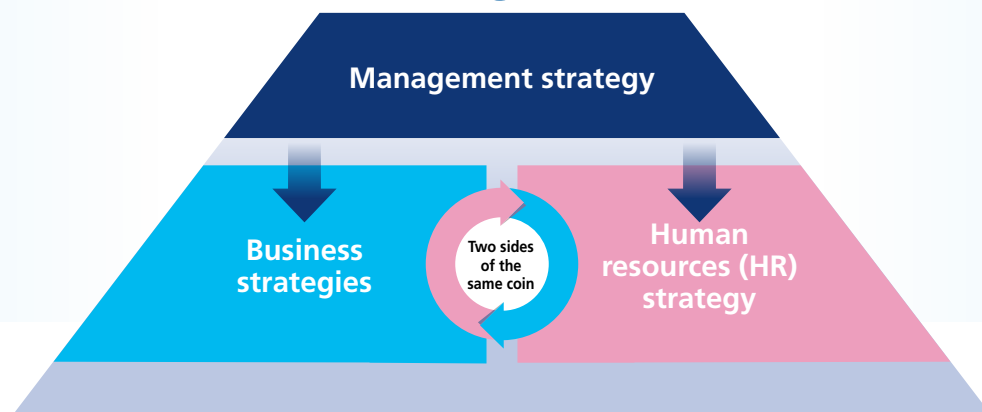 Management strategy
Business
strategies
Two sides
of the
same coin
Human
resources (HR)
strategy